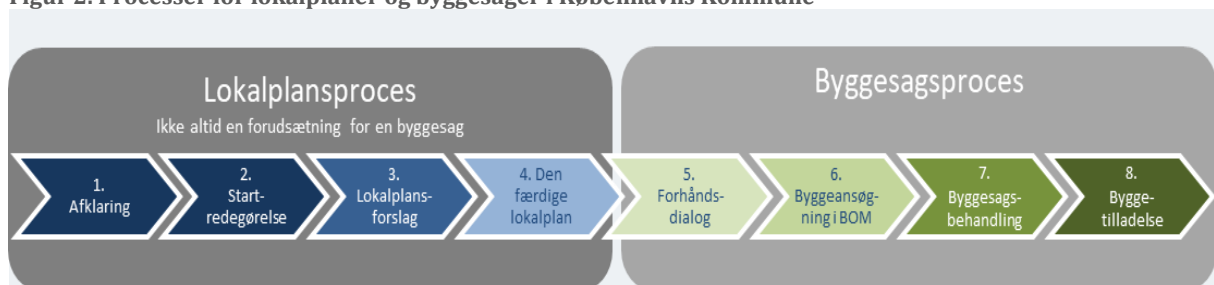 Figur 2. Processer for lokalplaner og byggesager i Københavns Kommune
Lokalplansproces
Ikke altid en forudsætning for en byggesag
1.
Afklaring
2.
Start-
redegørelse
3.
Lokalplans-
forslag
4. Den
færdige
lokalplan
Byggesagsproces
5.
Forhånds-
dialog
6.
Byggeansøg-
ning i BOM
7.
Byggesags-
behandling
8.
Bygge-
tilladelse